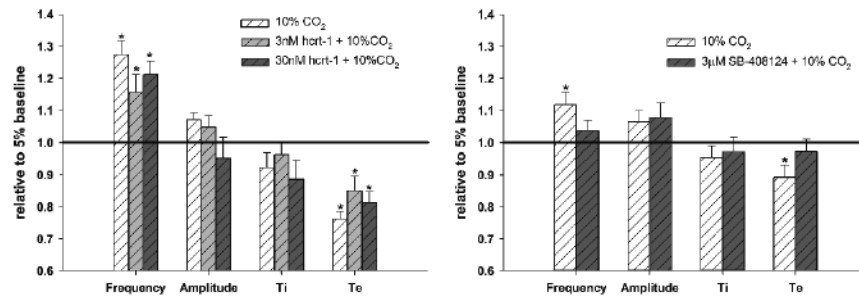 10% CO₂
3nM hcrt-1 + 10%CO₂
30nM hcrt-1 + 10%CO₂
relative to 5% baseline
1.4
1.3
1.2
1.1
1.0
0.9
0.8
0.7
0.6
* * *
* * *
Frequency Amplitude Ti Te
10% CO₂
3μM SB-408124 + 10% CO₂
relative to 5% baseline
1.4
1.3
1.2
1.1
1.0
0.9
0.8
0.7
0.6
*
*
Frequency Amplitude Ti Te